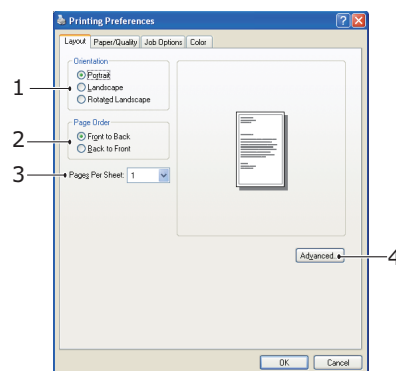 Printing Preferences
Layout Paper/Quality Job Options Color
Orientation
Portrait
1
Landscape
Rotated Landscape
Page Order
Front to Back
2
Back to Front
3 Pages Per Sheet: 1
Advanced.. 4
OK Cancel